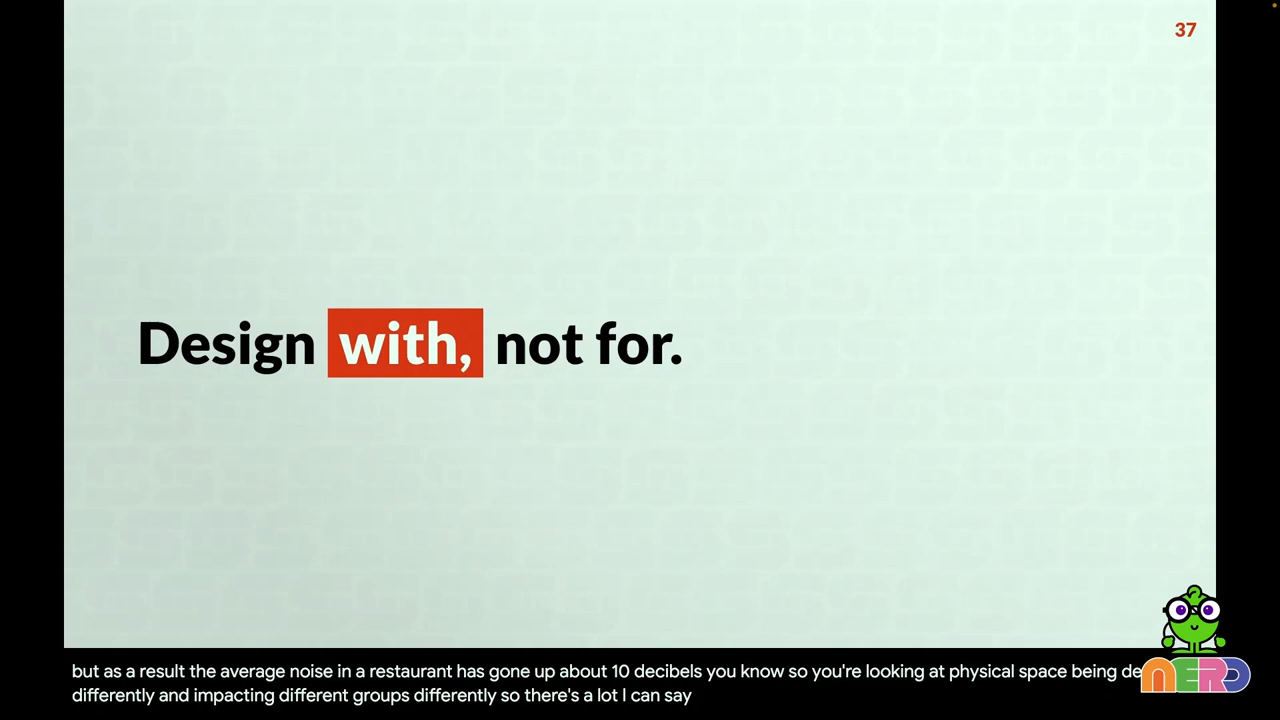 37
Design with, not for.
but as a result the average noise in a restaurant has gone up about 10 decibels you know so you're looking at physical space being de
differently and impacting different groups differently so there's a lot I can say
NERD